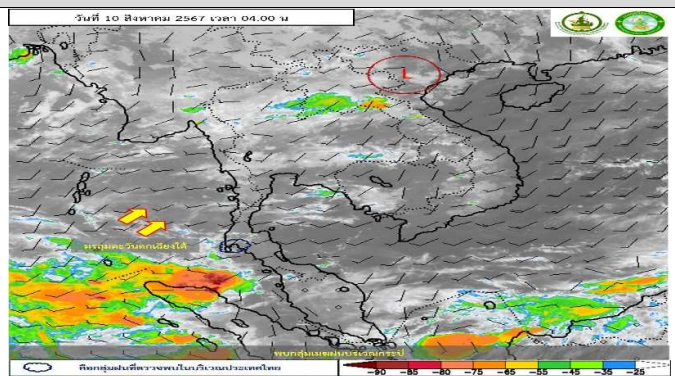 วันที่ 10 สิงหาคม 2567 เวลา 04.00 น
L
มรสุมตะวันตกเฉียงใต้
พบกลุ่มเมฆฝนบริเวณกระบี่
คือกลุ่มฝนที่ตรวจพบในบริเวณประเทศไทย
-90 -85 -80 -75 -65 -55 -45 -35 -25